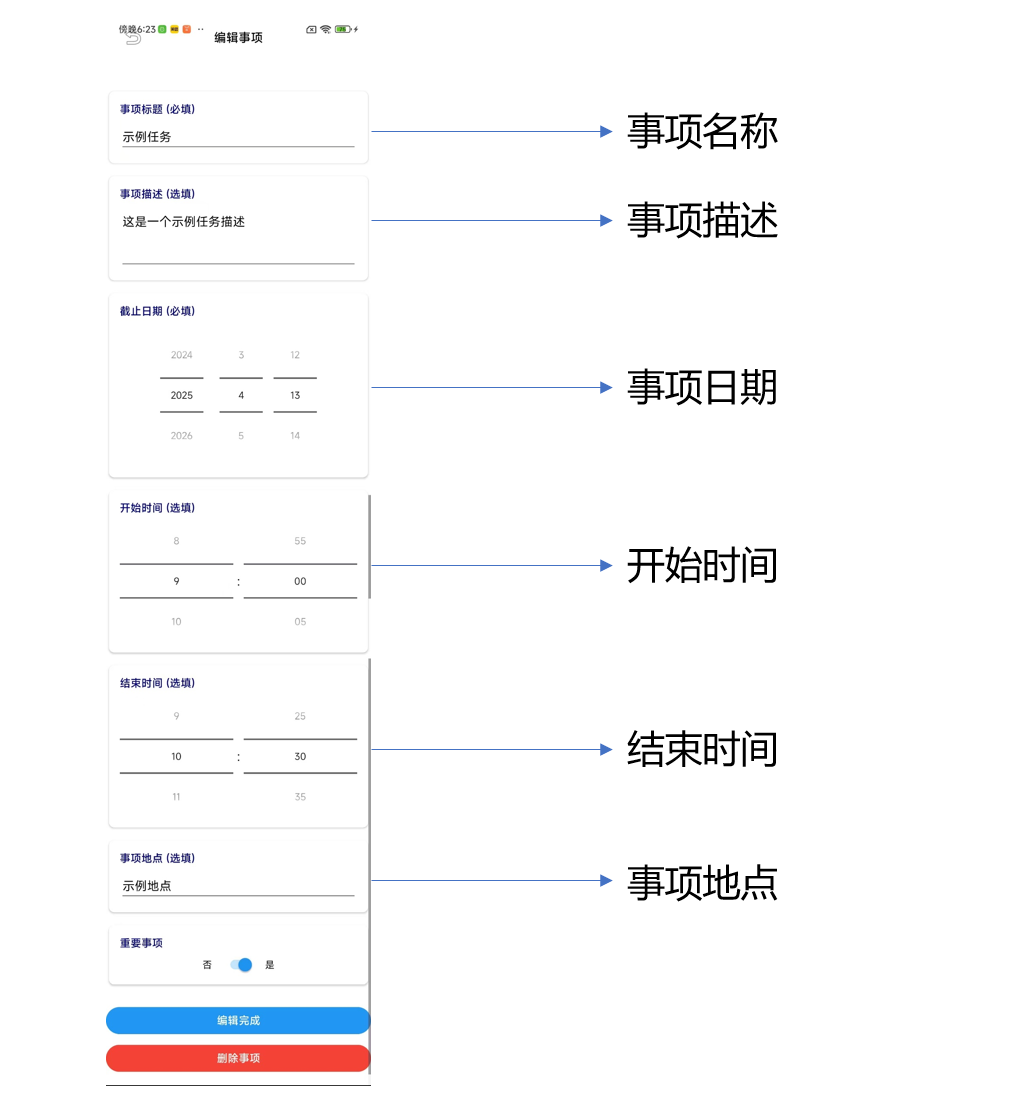 傍晚6:23
编辑事项
事项标题 (必填)
示例任务
事项名称
事项描述 (选填)
这是一个示例任务描述
事项描述
截止日期 (必填)
2024 3 12
2025 4 13
2026 5 14
事项日期
开始时间 (选填)
8 55
9 : 00
10 05
开始时间
结束时间 (选填)
9 25
10 : 30
11 35
结束时间
事项地点 (选填)
示例地点
事项地点
重要事项
否 是
编辑完成
删除事项